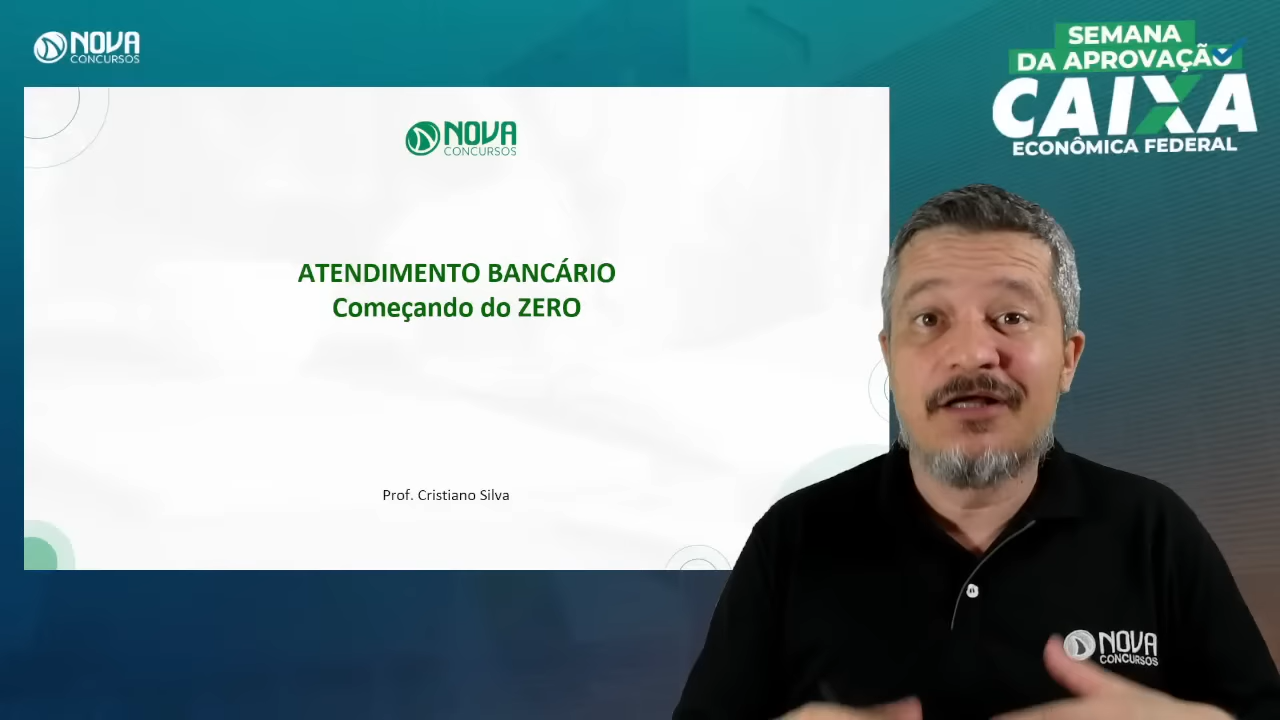 NOVA
CONCURSOS
SEMANA
DA APROVAÇÃO
CAIXA
ECONÔMICA FEDERAL
NOVA
CONCURSOS
ATENDIMENTO BANCÁRIO
Começando do ZERO
Prof. Cristiano Silva
NOVA
CONCURSOS